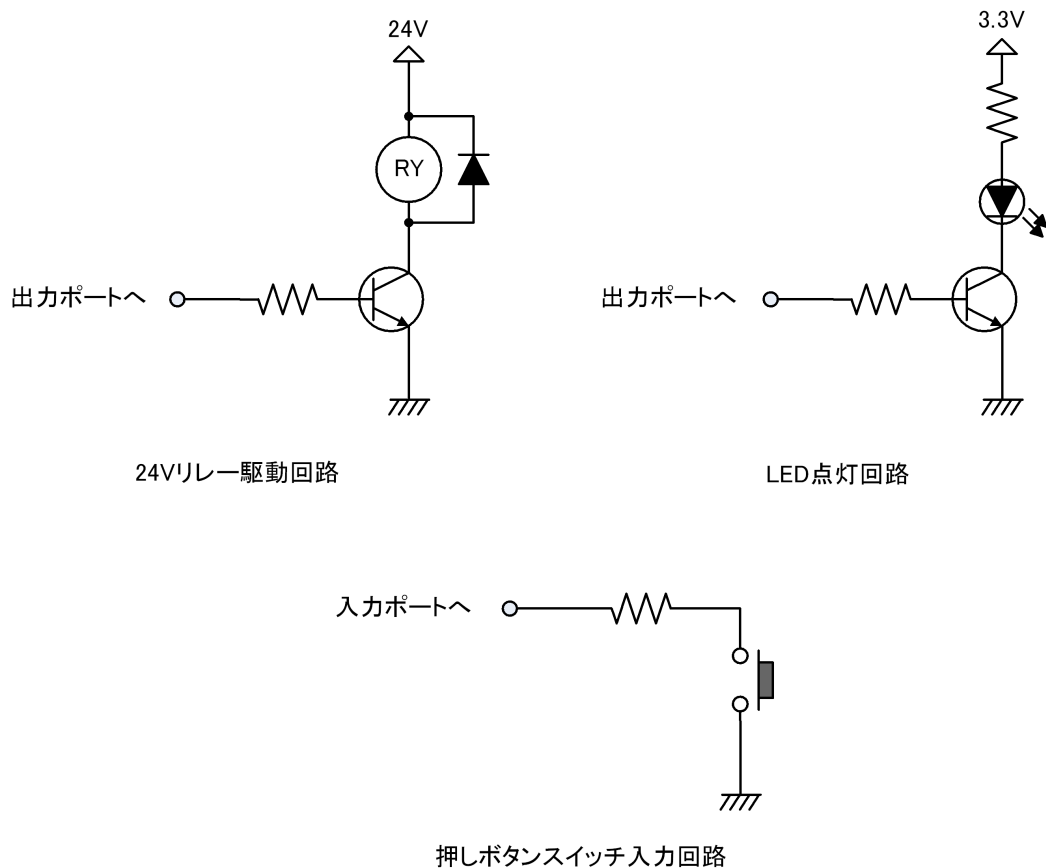 24V
3.3V
RY
出力ポートへ
出力ポートへ
24Vリレー駆動回路
LED点灯回路
入力ポートへ
押しボタンスイッチ入力回路